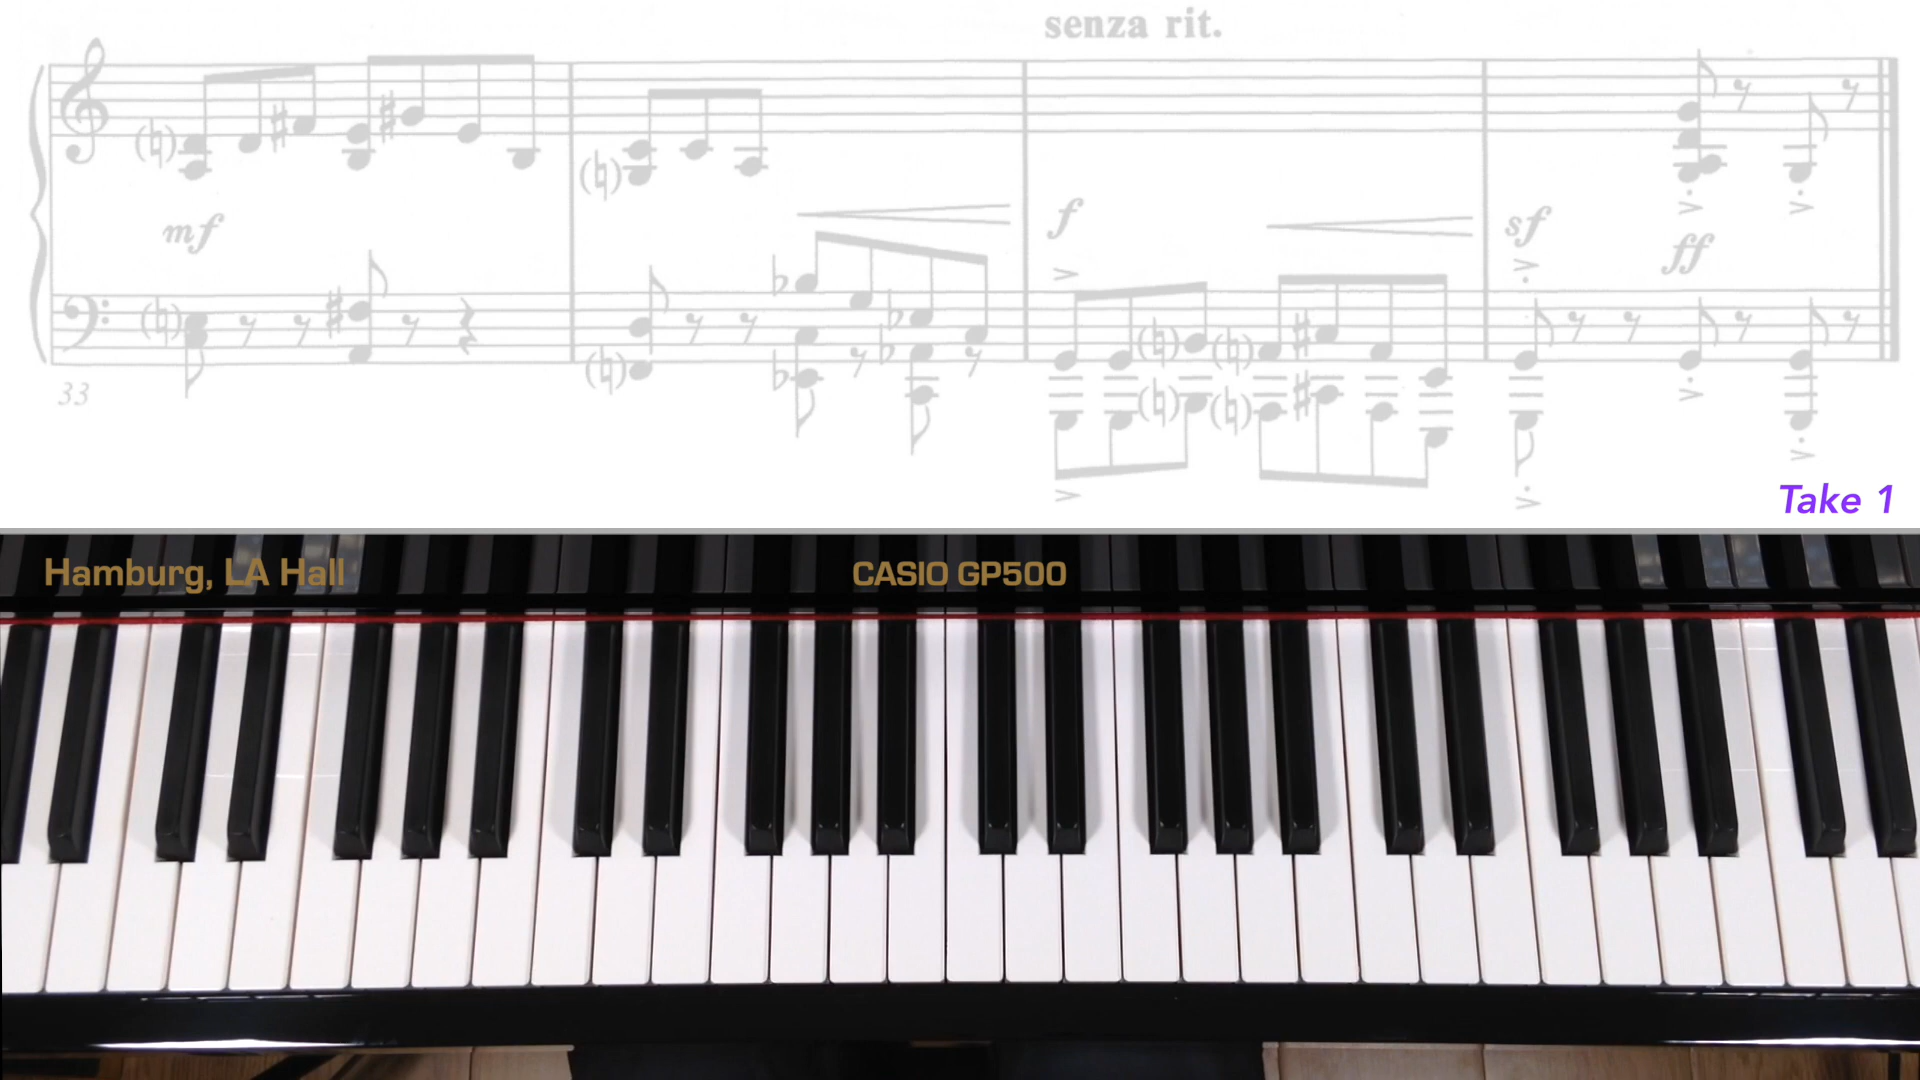 senza rit.
mf
f
sf
ff
33
Take 1
Hamburg, LA Hall
CASIO GP500